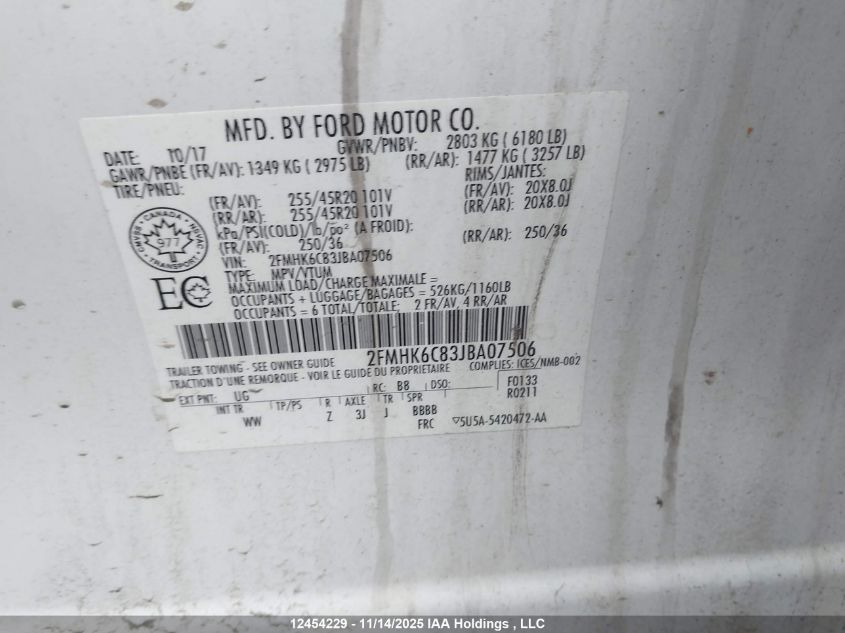 MFD. BY FORD MOTOR CO.
DATE: 10/17 GVWR/PNBV: 2803 KG ( 6180 LB)
GAWR/PNBE (FR/AV): 1349 KG ( 2975 LB) (RR/AR): 1477 KG ( 3257 LB)
TIRE/PNEU: RIMS/JANTES:
(FR/AV): 255/45R20 101V (FR/AV): 20X8.0J
(RR/AR): 255/45R20 101V (RR/AR): 20X8.0J
kPa/PSI(COLD)/lb/po² (A FROID):
(FR/AV): 250/36 (RR/AR): 250/36
VIN: 2FMHK6C83JBA07506
TYPE: MPV/VTUM
MAXIMUM LOAD/CHARGE MAXIMALE =
OCCUPANTS + LUGGAGE/BAGAGES = 526KG/1160LB
OCCUPANTS = 6 TOTAL/TOTALE; 2 FR/AV, 4 RR/AR
CANADA
CMVSS 977 NSVAC
TRANSPORT
EC
2FMHK6C83JBA07506
TRAILER TOWING - SEE OWNER GUIDE COMPLIES: ICES/NMB-002
TRACTION D'UNE REMORQUE - VOIR LE GUIDE DU PROPRIETAIRE
EXT PNT: UG RC: BB DSO: F0133
INT TR TP/PS R AXLE TR SPR R0211
WW Z 3J J BBBB
FRC ▽5U5A-5420472-AA
12454229 - 11/14/2025 IAA Holdings , LLC